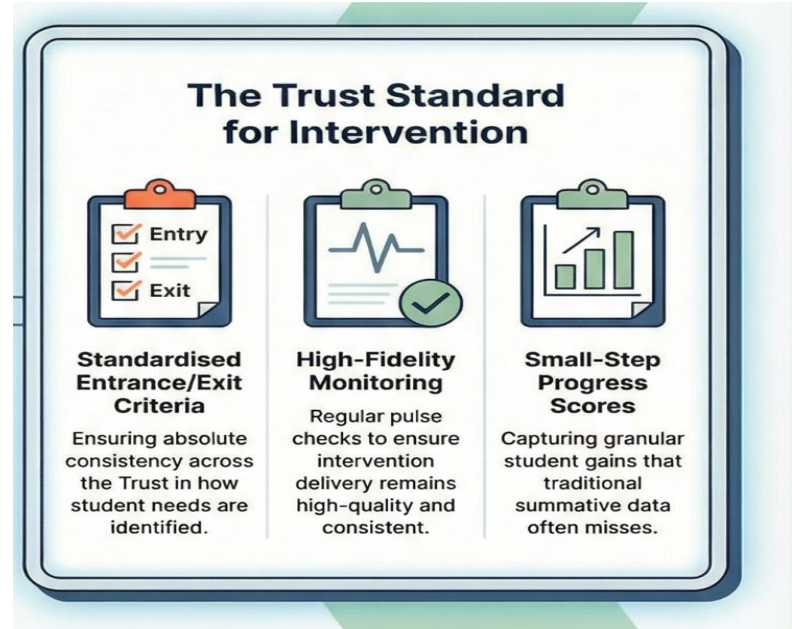 The Trust Standard
for Intervention
Entry
Exit
Standardised
Entrance/Exit
Criteria
Ensuring absolute
consistency across
the Trust in how
student needs are
identified.
High-Fidelity
Monitoring
Regular pulse
checks to ensure
intervention
delivery remains
high-quality and
consistent.
Small-Step
Progress
Scores
Capturing granular
student gains that
traditional
summative data
often misses.